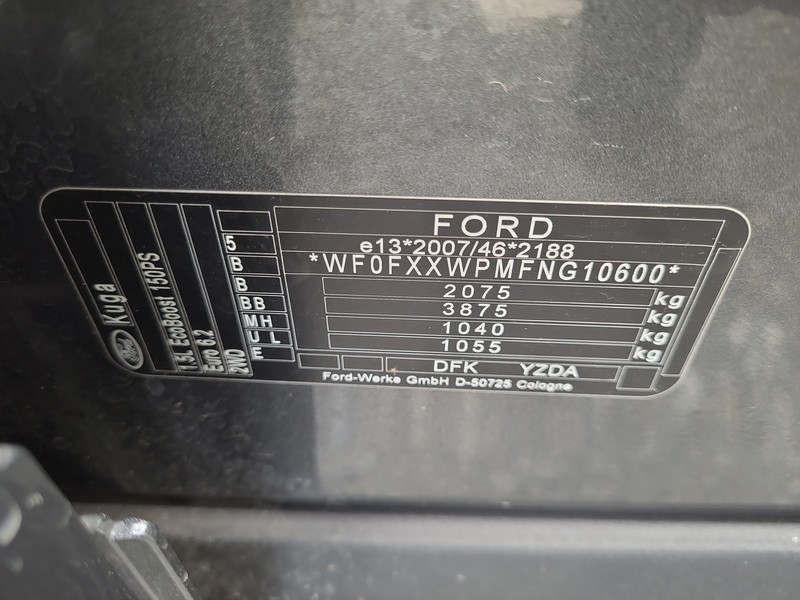 FORD
e13*2007/46*2188
*WF0FXXWPMFNG10600*
2075 kg
3875 kg
1040 kg
1055 kg
DFK YZDA
Ford-Werke GmbH D-50725 Cologne
5
B
B
BB
MH
U L
E
Ford Kuga
1.5L EcoBoost 150PS
Euro 6.2
2WD